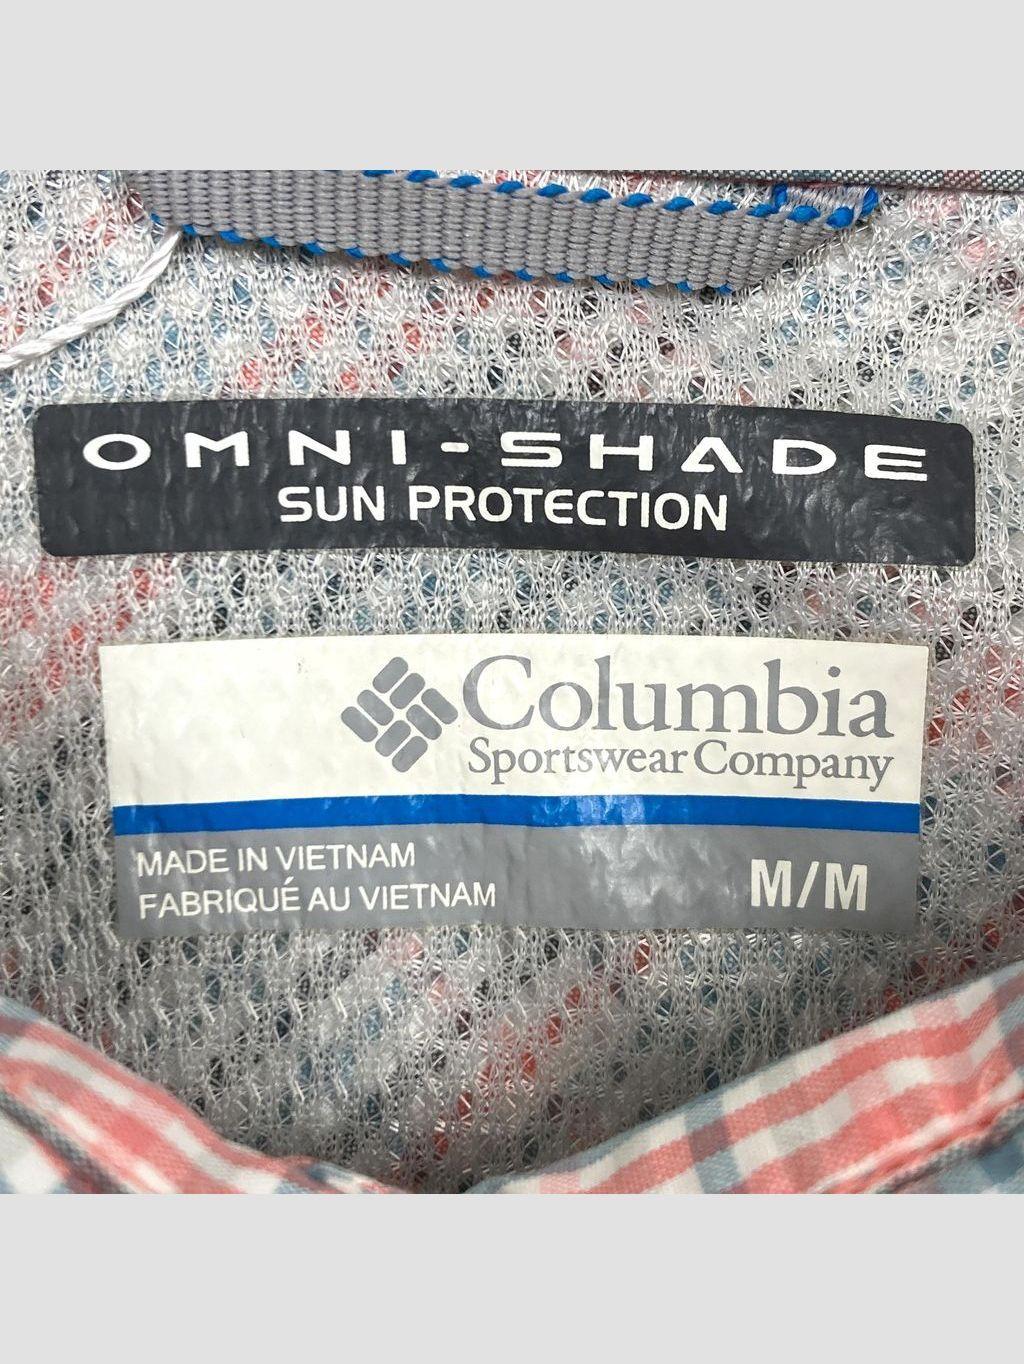 OMNI-SHADE
SUN PROTECTION
Columbia
Sportswear Company
MADE IN VIETNAM
FABRIQUÉ AU VIETNAM
M/M